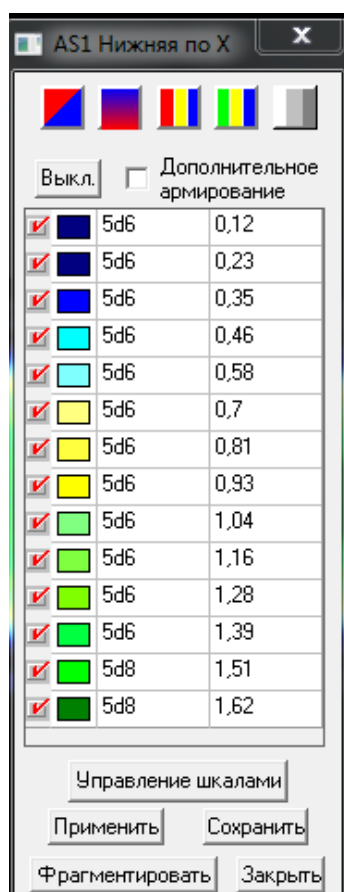 AS1 Нижняя по X
Выкл.
Дополнительное
армирование
5d6 0,12
5d6 0,23
5d6 0,35
5d6 0,46
5d6 0,58
5d6 0,7
5d6 0,81
5d6 0,93
5d6 1,04
5d6 1,16
5d6 1,28
5d6 1,39
5d8 1,51
5d8 1,62
Управление шкалами
Применить Сохранить
Фрагментировать Закрыть